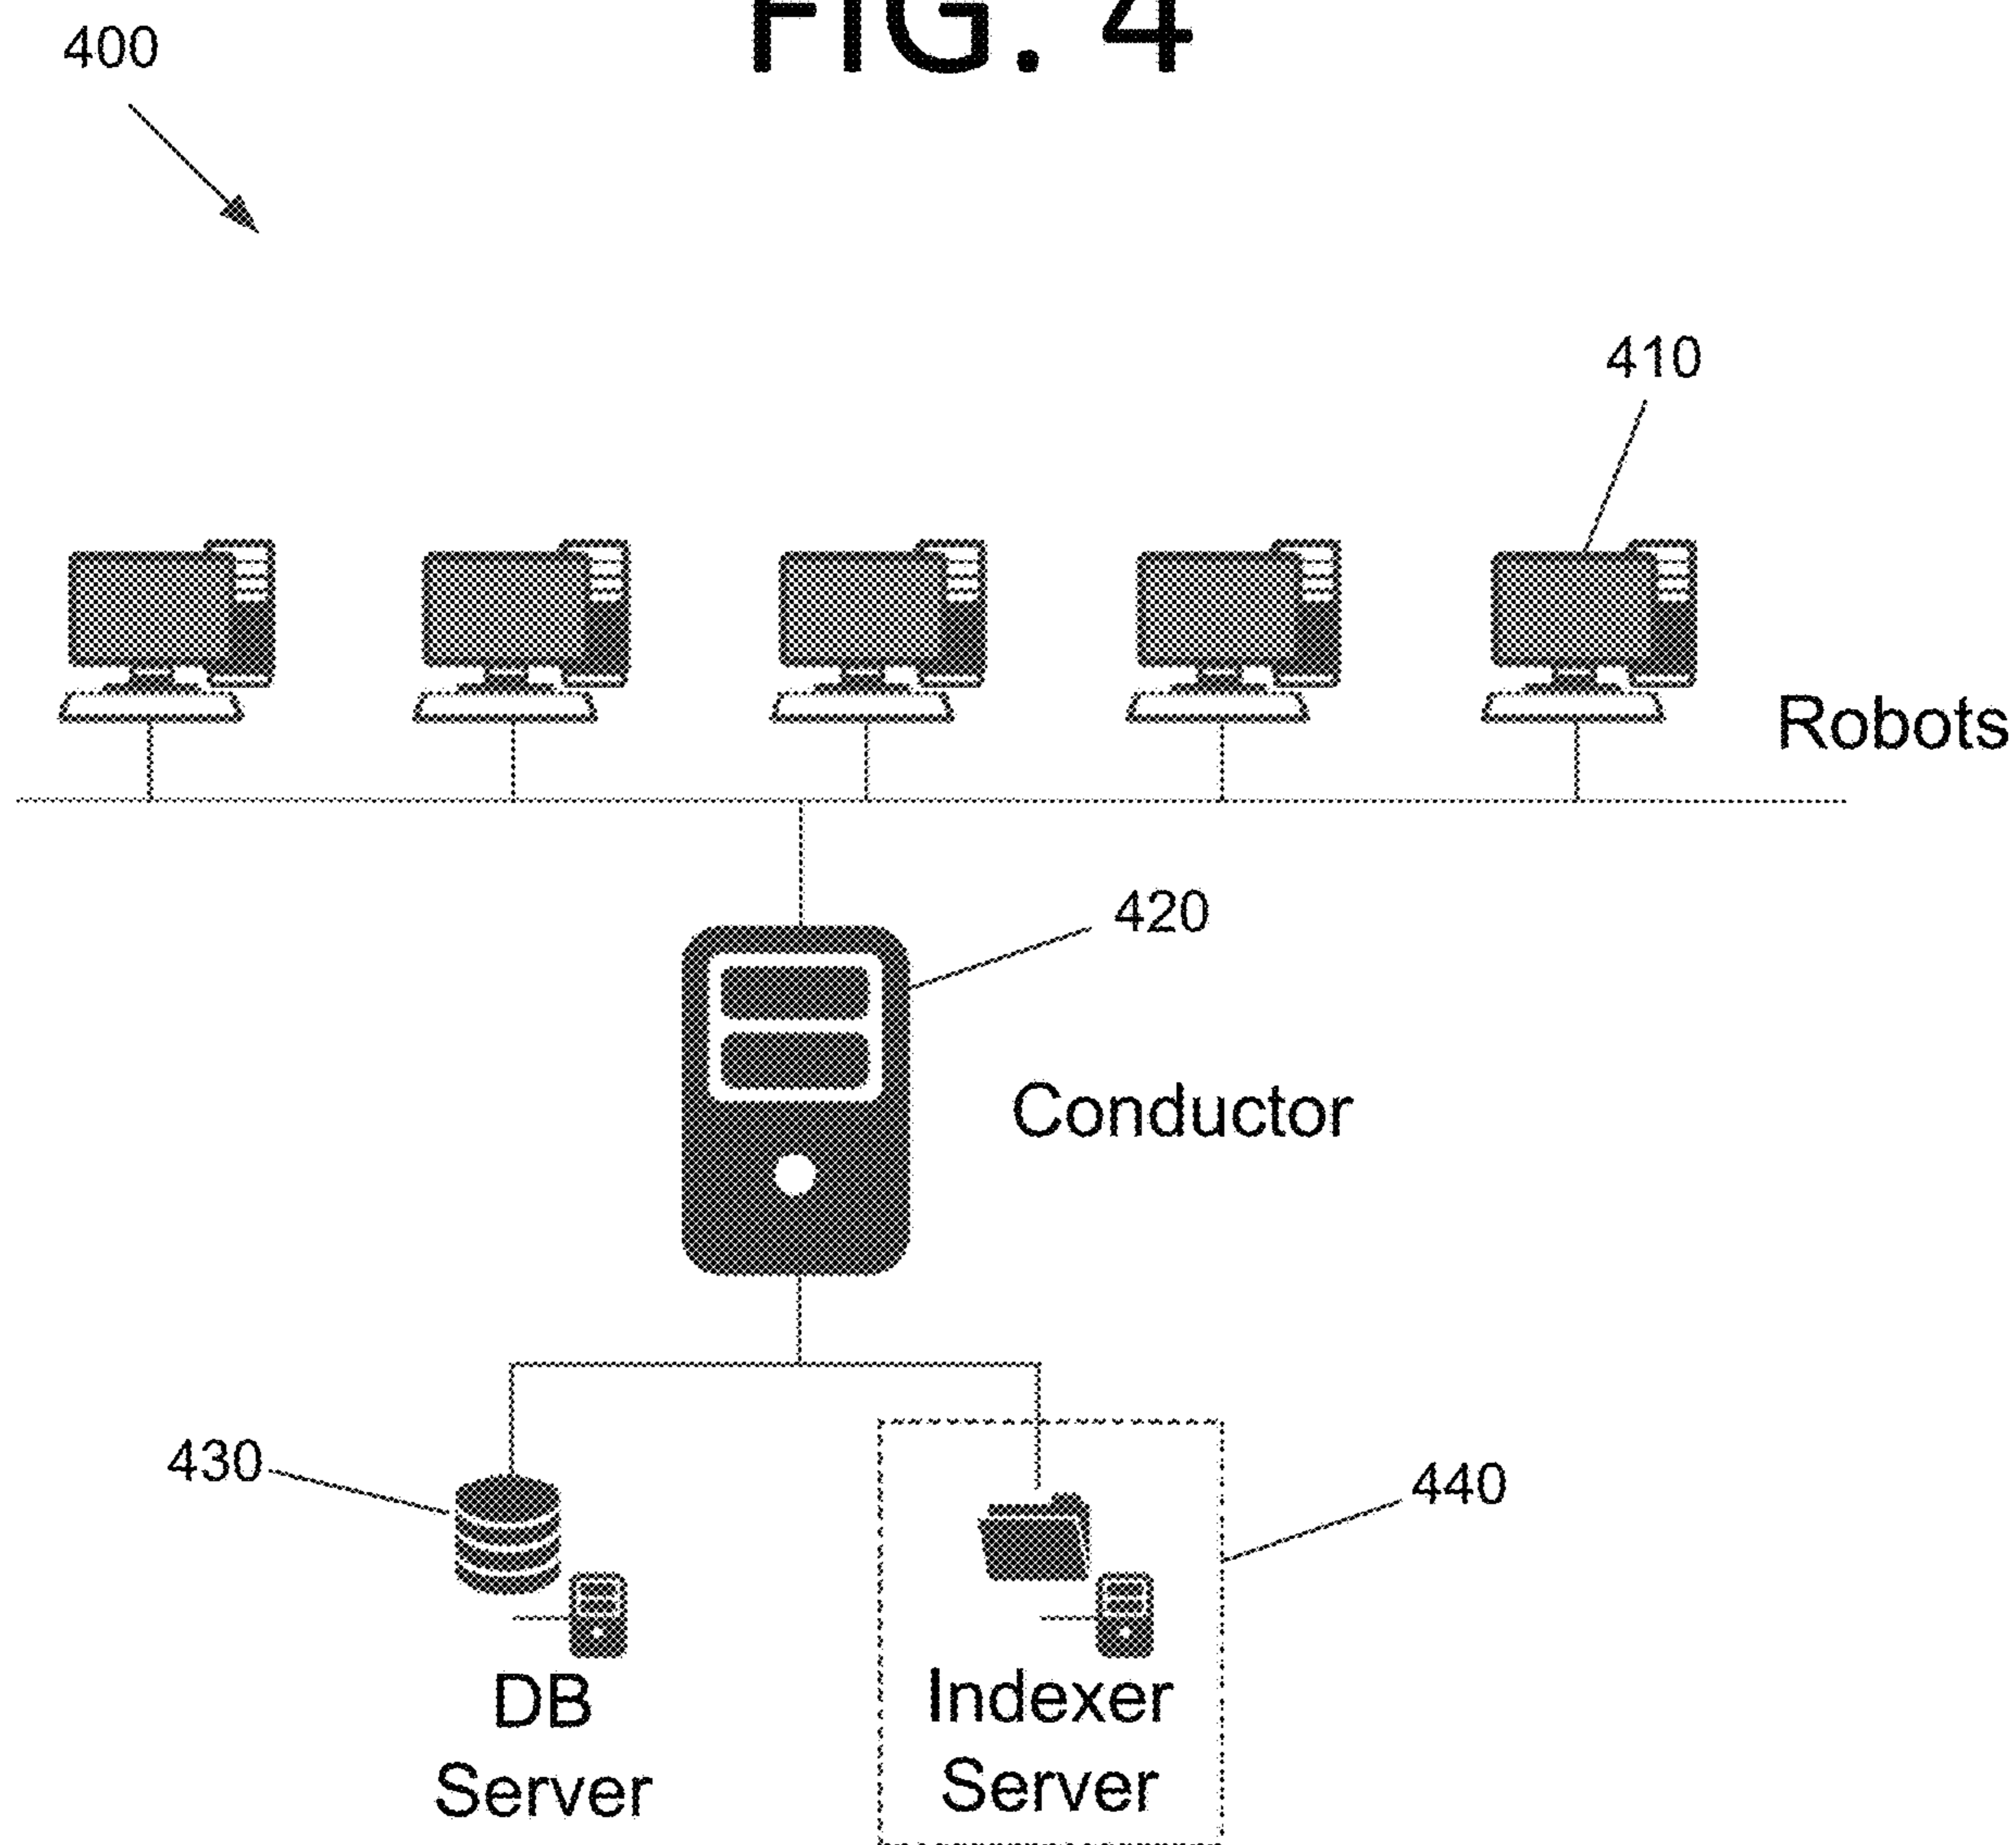 FIG. 4
400
410
Robots
420
Conductor
430
440
DB
Server
Indexer
Server